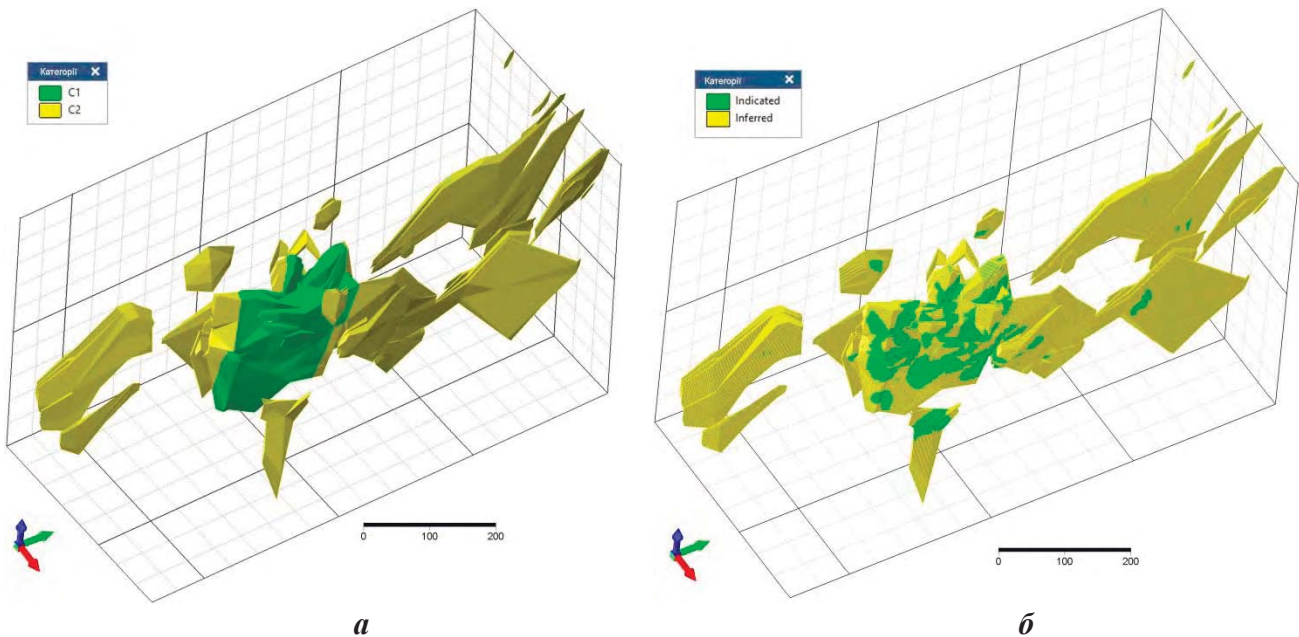 Категорії
C1
C2
0 100 200
а
Категорії
Indicated
Inferred
0 100 200
б